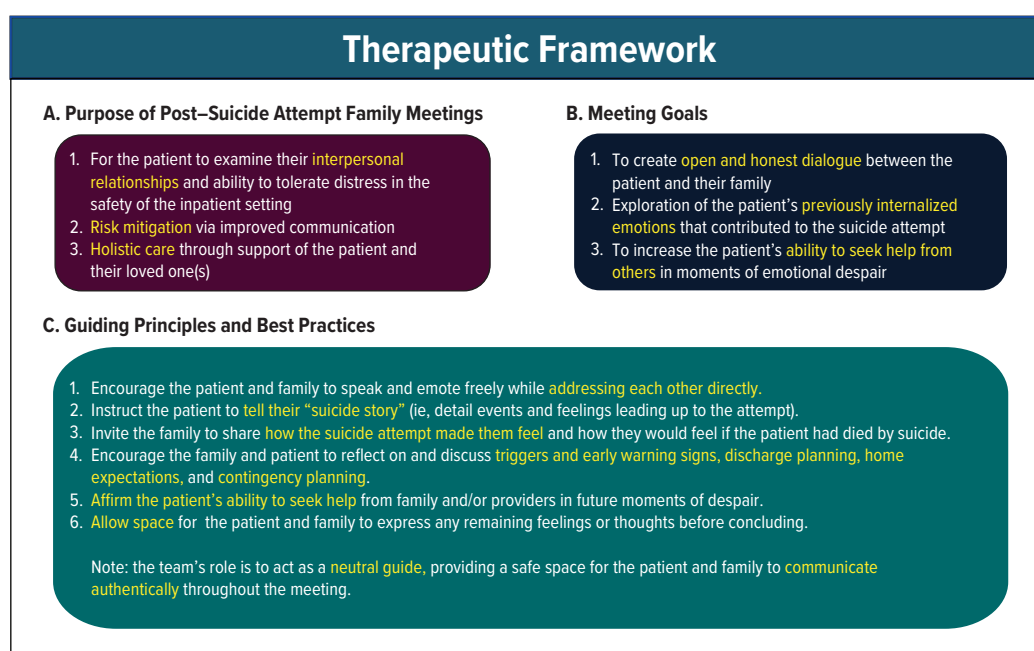 Therapeutic Framework
A. Purpose of Post–Suicide Attempt Family Meetings
1. For the patient to examine their interpersonal
relationships and ability to tolerate distress in the
safety of the inpatient setting
2. Risk mitigation via improved communication
3. Holistic care through support of the patient and
their loved one(s)
B. Meeting Goals
1. To create open and honest dialogue between the
patient and their family
2. Exploration of the patient's previously internalized
emotions that contributed to the suicide attempt
3. To increase the patient's ability to seek help from
others in moments of emotional despair
C. Guiding Principles and Best Practices
1. Encourage the patient and family to speak and emote freely while addressing each other directly.
2. Instruct the patient to tell their "suicide story" (ie, detail events and feelings leading up to the attempt).
3. Invite the family to share how the suicide attempt made them feel and how they would feel if the patient had died by suicide.
4. Encourage the family and patient to reflect on and discuss triggers and early warning signs, discharge planning, home
expectations, and contingency planning.
5. Affirm the patient's ability to seek help from family and/or providers in future moments of despair.
6. Allow space for the patient and family to express any remaining feelings or thoughts before concluding.
Note: the team's role is to act as a neutral guide, providing a safe space for the patient and family to communicate
authentically throughout the meeting.